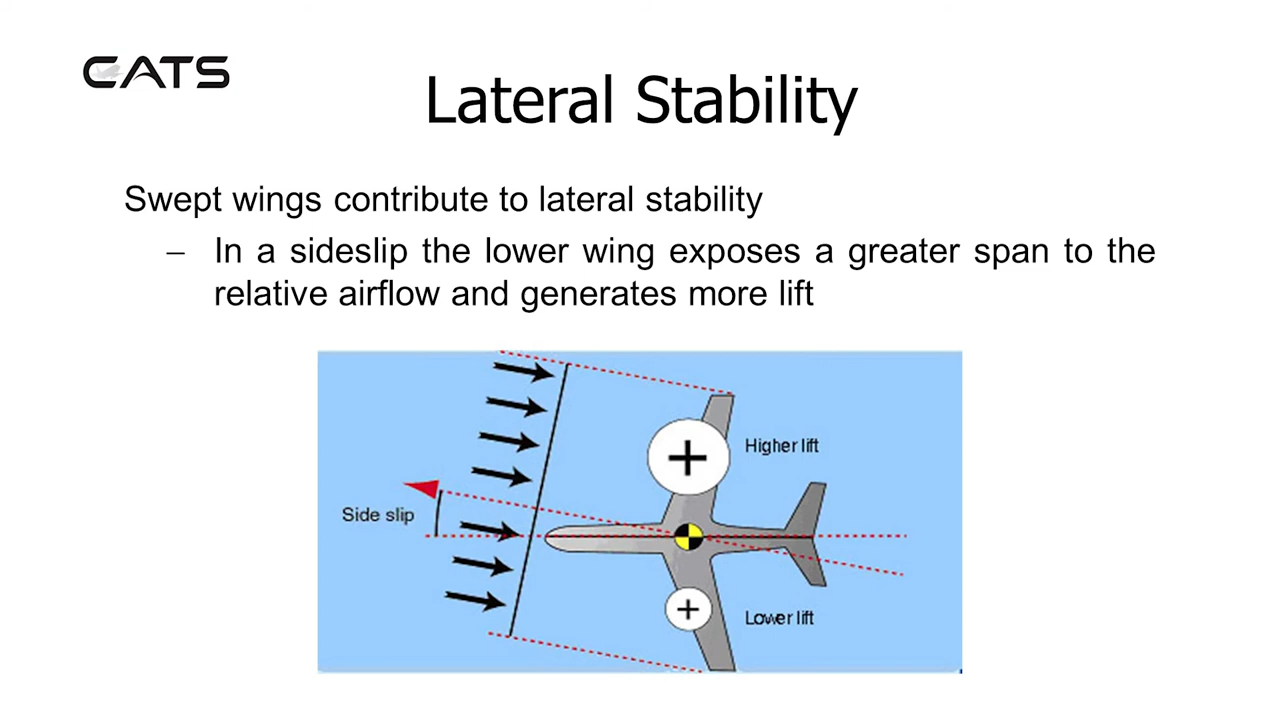 CATS
Lateral Stability
Swept wings contribute to lateral stability
– In a sideslip the lower wing exposes a greater span to the
relative airflow and generates more lift
Higher lift
Side slip
Lower lift